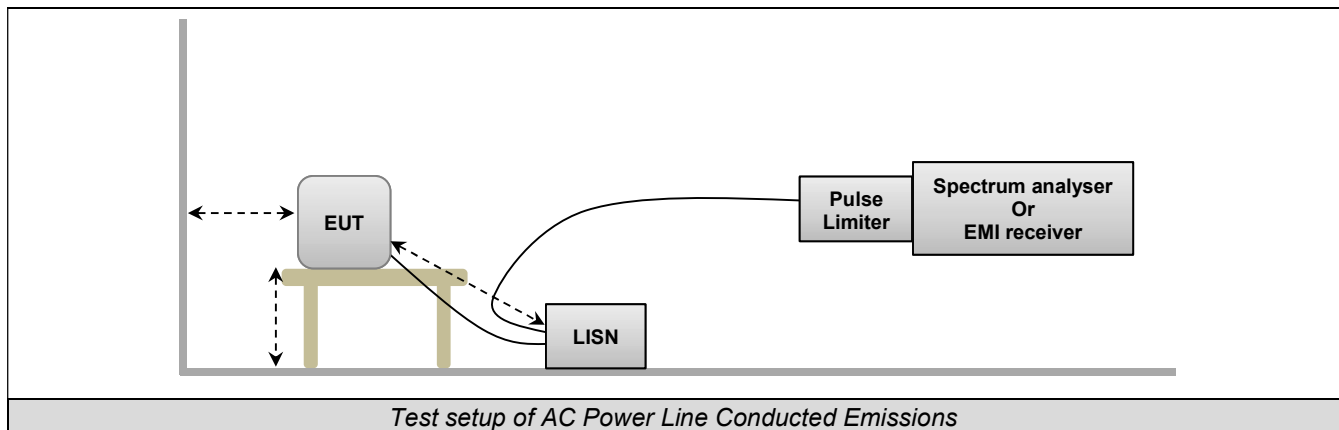 EUT
LISN
Pulse
Limiter
Spectrum analyser
Or
EMI receiver
Test setup of AC Power Line Conducted Emissions